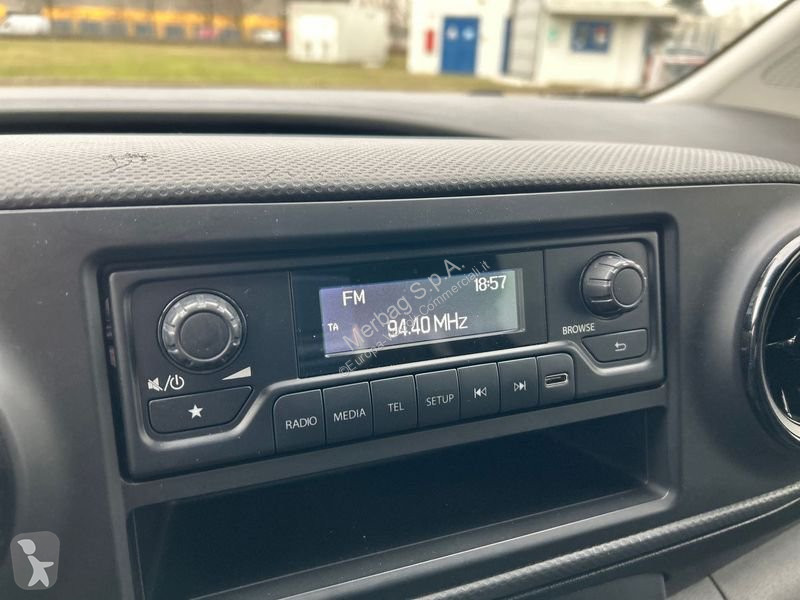 FM 18:57
TA 94.40 MHz
BROWSE
RADIO MEDIA TEL SETUP
Merbag S.p.A.